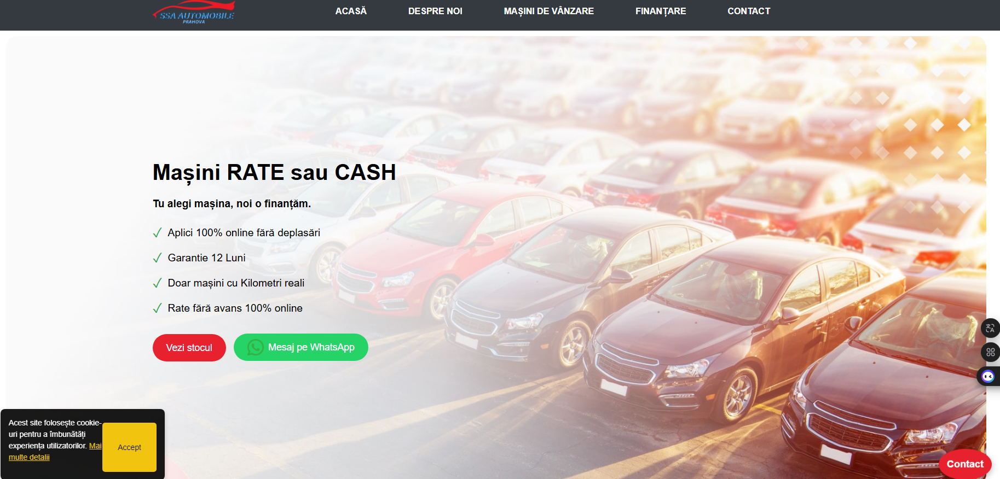 SSA AUTOMOBILE
PRAHOVA
ACASĂ
DESPRE NOI
MAȘINI DE VÂNZARE
FINANȚARE
CONTACT
Mașini RATE sau CASH
Tu alegi mașina, noi o finanțăm.
Aplici 100% online fără deplasări
Garantie 12 Luni
Doar mașini cu Kilometri reali
Rate fără avans 100% online
Vezi stocul
Mesaj pe WhatsApp
Acest site folosește cookie-
uri pentru a îmbunătăți
experiența utilizatorilor. Mai
multe detalii
Accept
Contact